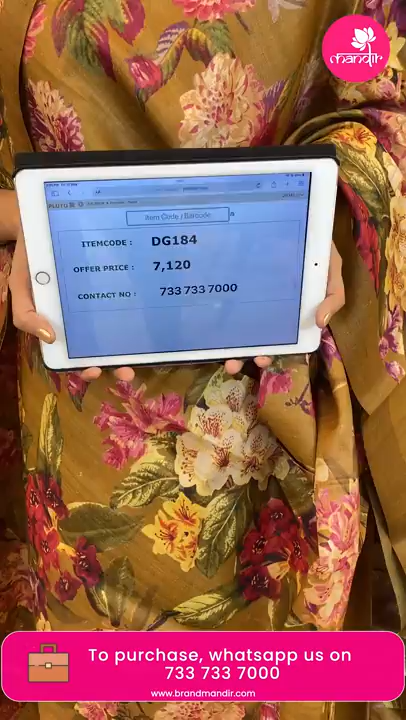 mandir
Item Code / Barcode
ITEMCODE : DG184
OFFER PRICE : 7,120
CONTACT NO : 733 733 7000
To purchase, whatsapp us on
733 733 7000
www.brandmandir.com